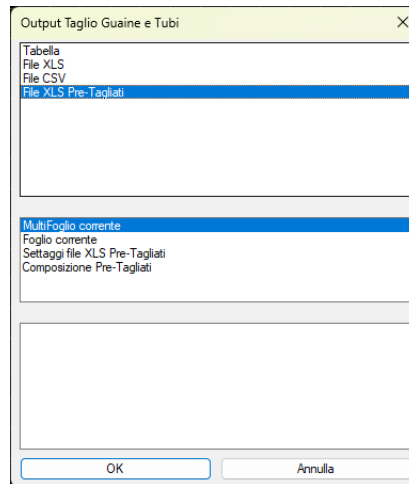 Output Taglio Guaine e Tubi
Tabella
File XLS
File CSV
File XLS Pre-Tagliati
MultiFoglio corrente
Foglio corrente
Settaggi file XLS Pre-Tagliati
Composizione Pre-Tagliati
OK
Annulla